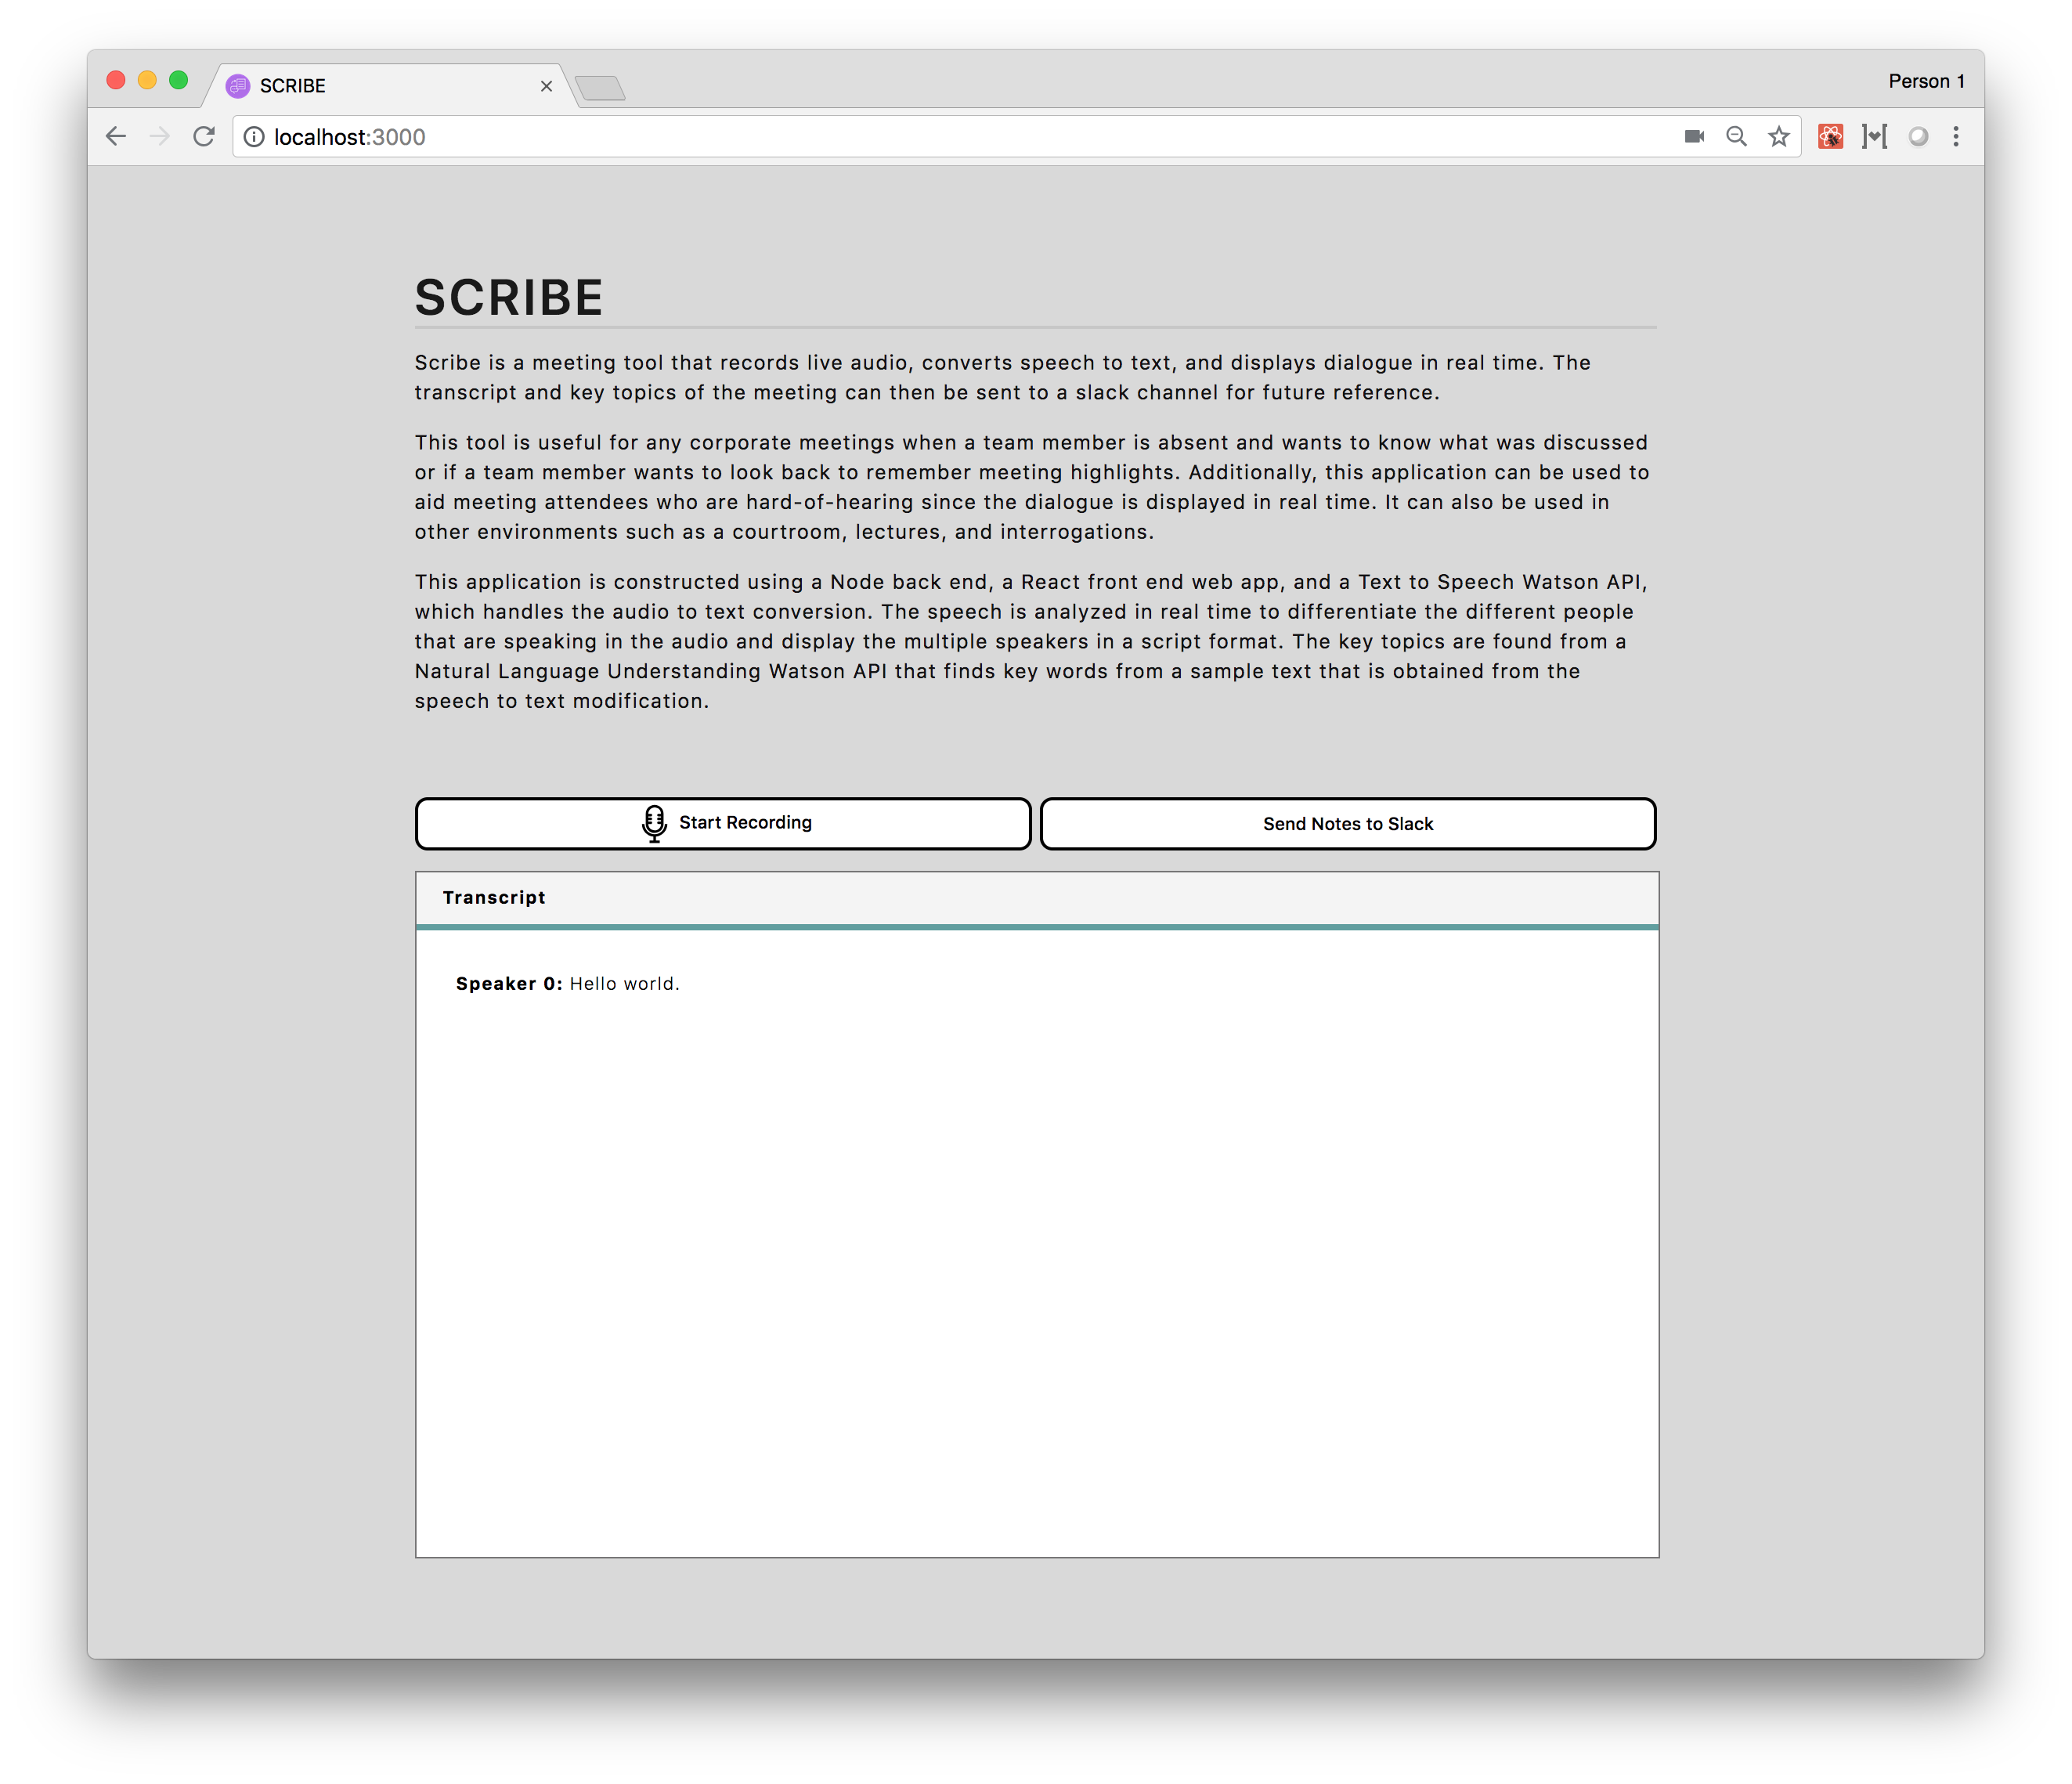 SCRIBE
Person 1
localhost:3000
SCRIBE
Scribe is a meeting tool that records live audio, converts speech to text, and displays dialogue in real time. The
transcript and key topics of the meeting can then be sent to a slack channel for future reference.
This tool is useful for any corporate meetings when a team member is absent and wants to know what was discussed
or if a team member wants to look back to remember meeting highlights. Additionally, this application can be used to
aid meeting attendees who are hard-of-hearing since the dialogue is displayed in real time. It can also be used in
other environments such as a courtroom, lectures, and interrogations.
This application is constructed using a Node back end, a React front end web app, and a Text to Speech Watson API,
which handles the audio to text conversion. The speech is analyzed in real time to differentiate the different people
that are speaking in the audio and display the multiple speakers in a script format. The key topics are found from a
Natural Language Understanding Watson API that finds key words from a sample text that is obtained from the
speech to text modification.
Start Recording
Send Notes to Slack
Transcript
Speaker 0: Hello world.